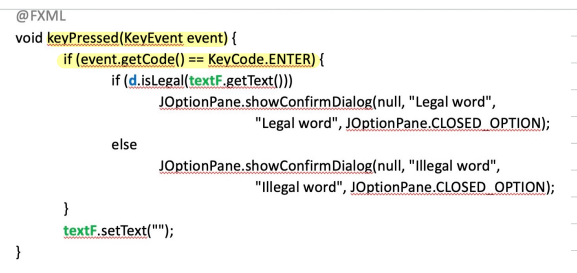 @FXML
void keyPressed(KeyEvent event) {
if (event.getCode() == KeyCode.ENTER) {
if (d.isLegal(textF.getText()))
JOptionPane.showConfirmDialog(null, "Legal word",
"Legal word", JOptionPane.CLOSED_OPTION);
else
JOptionPane.showConfirmDialog(null, "Illegal word",
"Illegal word", JOptionPane.CLOSED_OPTION);
}
textF.setText("");
}